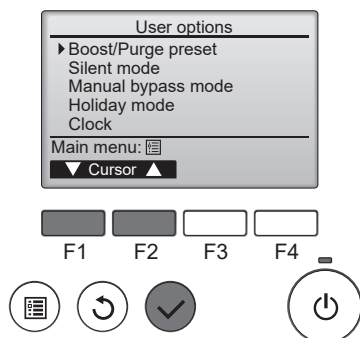 User options
Boost/Purge preset
Silent mode
Manual bypass mode
Holiday mode
Clock
Main menu:
Cursor
F1 F2 F3 F4